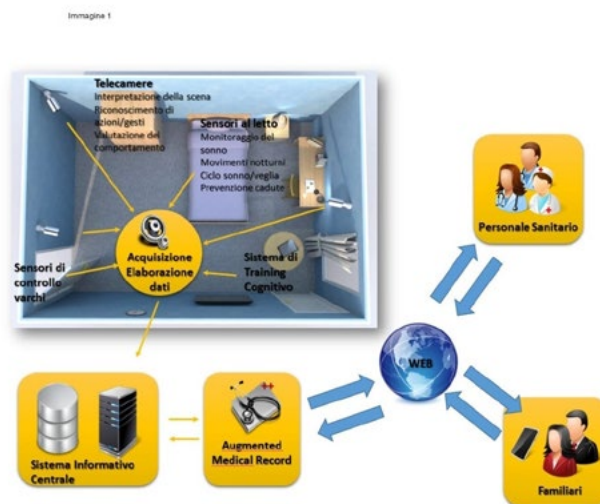 Immagine 1
Telecamere
Interpretazione della scena
Riconoscimento di
azioni/gesti
Valutazione del
comportamento
Sensori al letto
Monitoraggio del
sonno
Movimenti notturni
Ciclo sonno/veglia
Prevenzione cadute
Sensori di
controllo
varchi
Acquisizione
Elaborazione
dati
Sistema di
Training
Cognitivo
Personale Sanitario
WEB
Sistema Informativo
Centrale
Augmented
Medical Record
Familiari